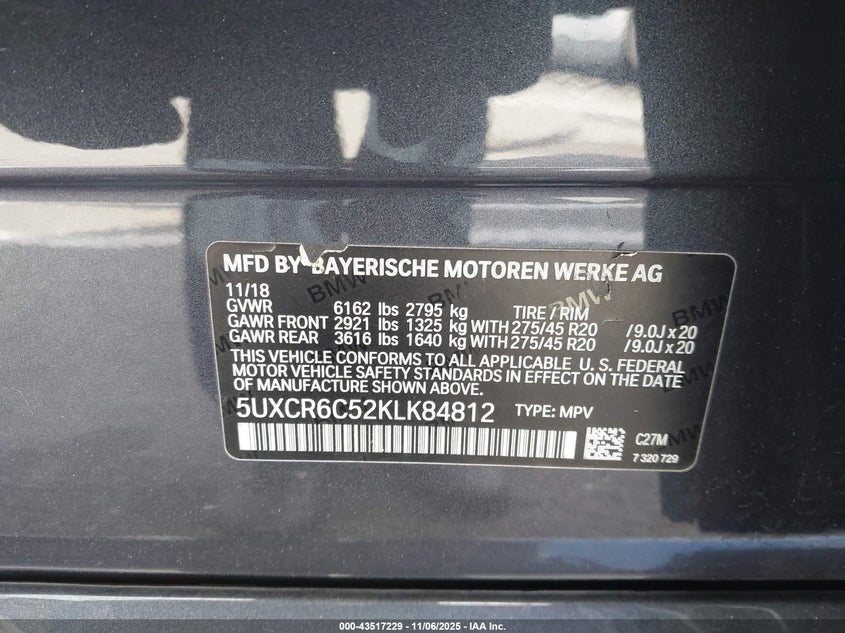 MFD BY BAYERISCHE MOTOREN WERKE AG
11/18
GVWR 6162 lbs 2795 kg TIRE / RIM
GAWR FRONT 2921 lbs 1325 kg WITH 275/45 R20 /9.0J x 20
GAWR REAR 3616 lbs 1640 kg WITH 275/45 R20 /9.0J x 20
THIS VEHICLE CONFORMS TO ALL APPLICABLE U. S. FEDERAL
MOTOR VEHICLE SAFETY STANDARDS IN EFFECT ON THE DATE
OF MANUFACTURE SHOWN ABOVE.
5UXCR6C52KLK84812 TYPE: MPV
C27M
7 320 729
000-43517229 - 11/06/2025 - IAA Inc.